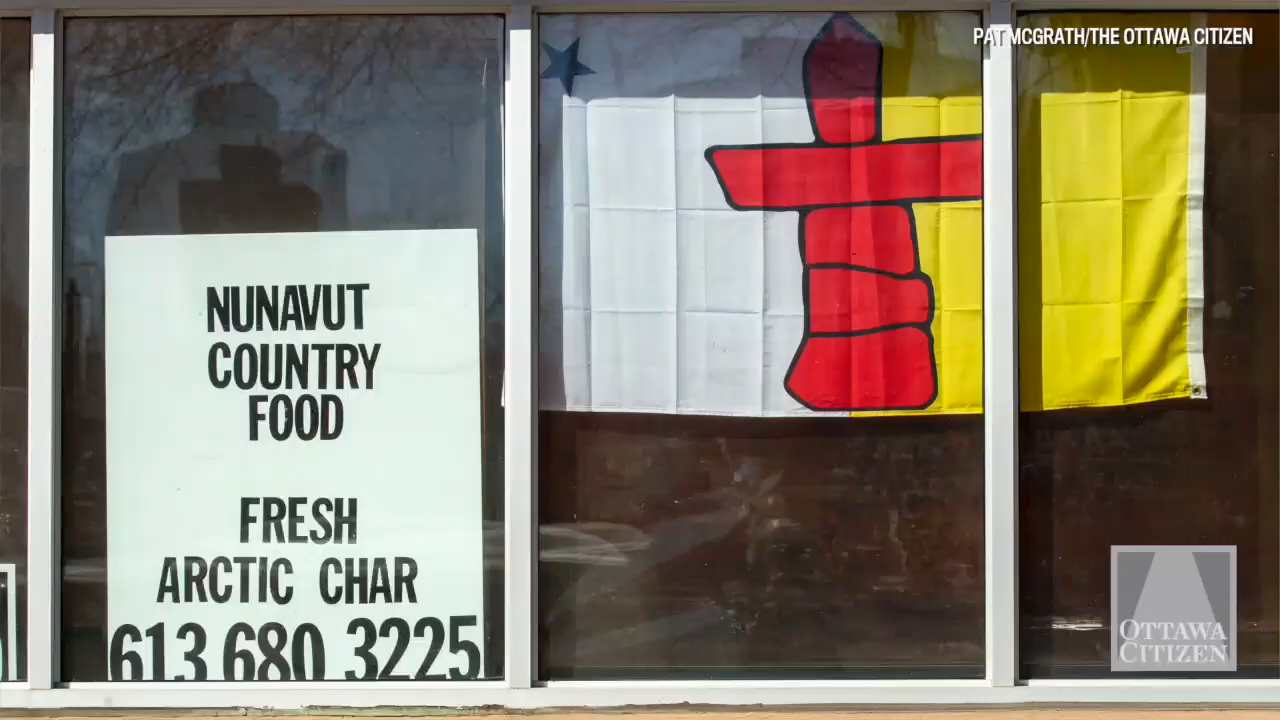 PAT MCGRATH/THE OTTAWA CITIZEN
NUNAVUT
COUNTRY
FOOD
FRESH
ARCTIC CHAR
613 680 3225
OTTAWA
CITIZEN